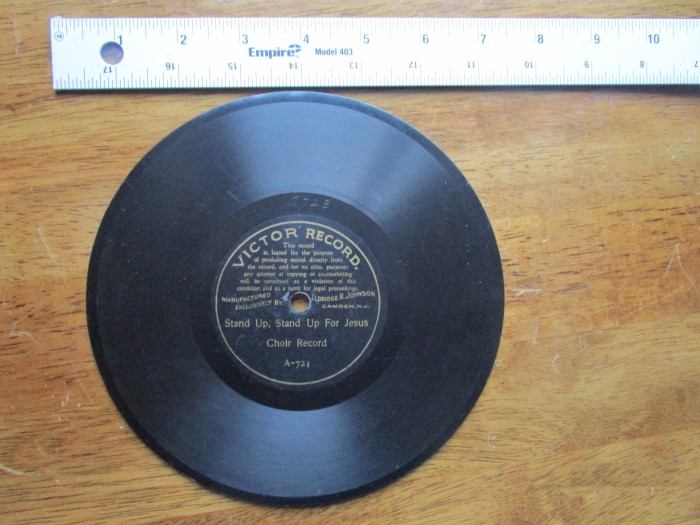 1 2 3 4 5 6 7 8 9 10
Empire Model 403
17 16 15 14 13 12 11 10 9 8
VICTOR RECORD.
This record
is leased for the purpose
of producing sound directly from
the record, and for no other purpose;
any attempt at copying or counterfeiting
will be construed as a violation of this
condition and as a basis for legal proceedings.
MANUFACTURED ELDRIDGE R. JOHNSON
EXCLUSIVELY BY CAMDEN, N.J.
Stand Up, Stand Up For Jesus
Choir Record
A-723